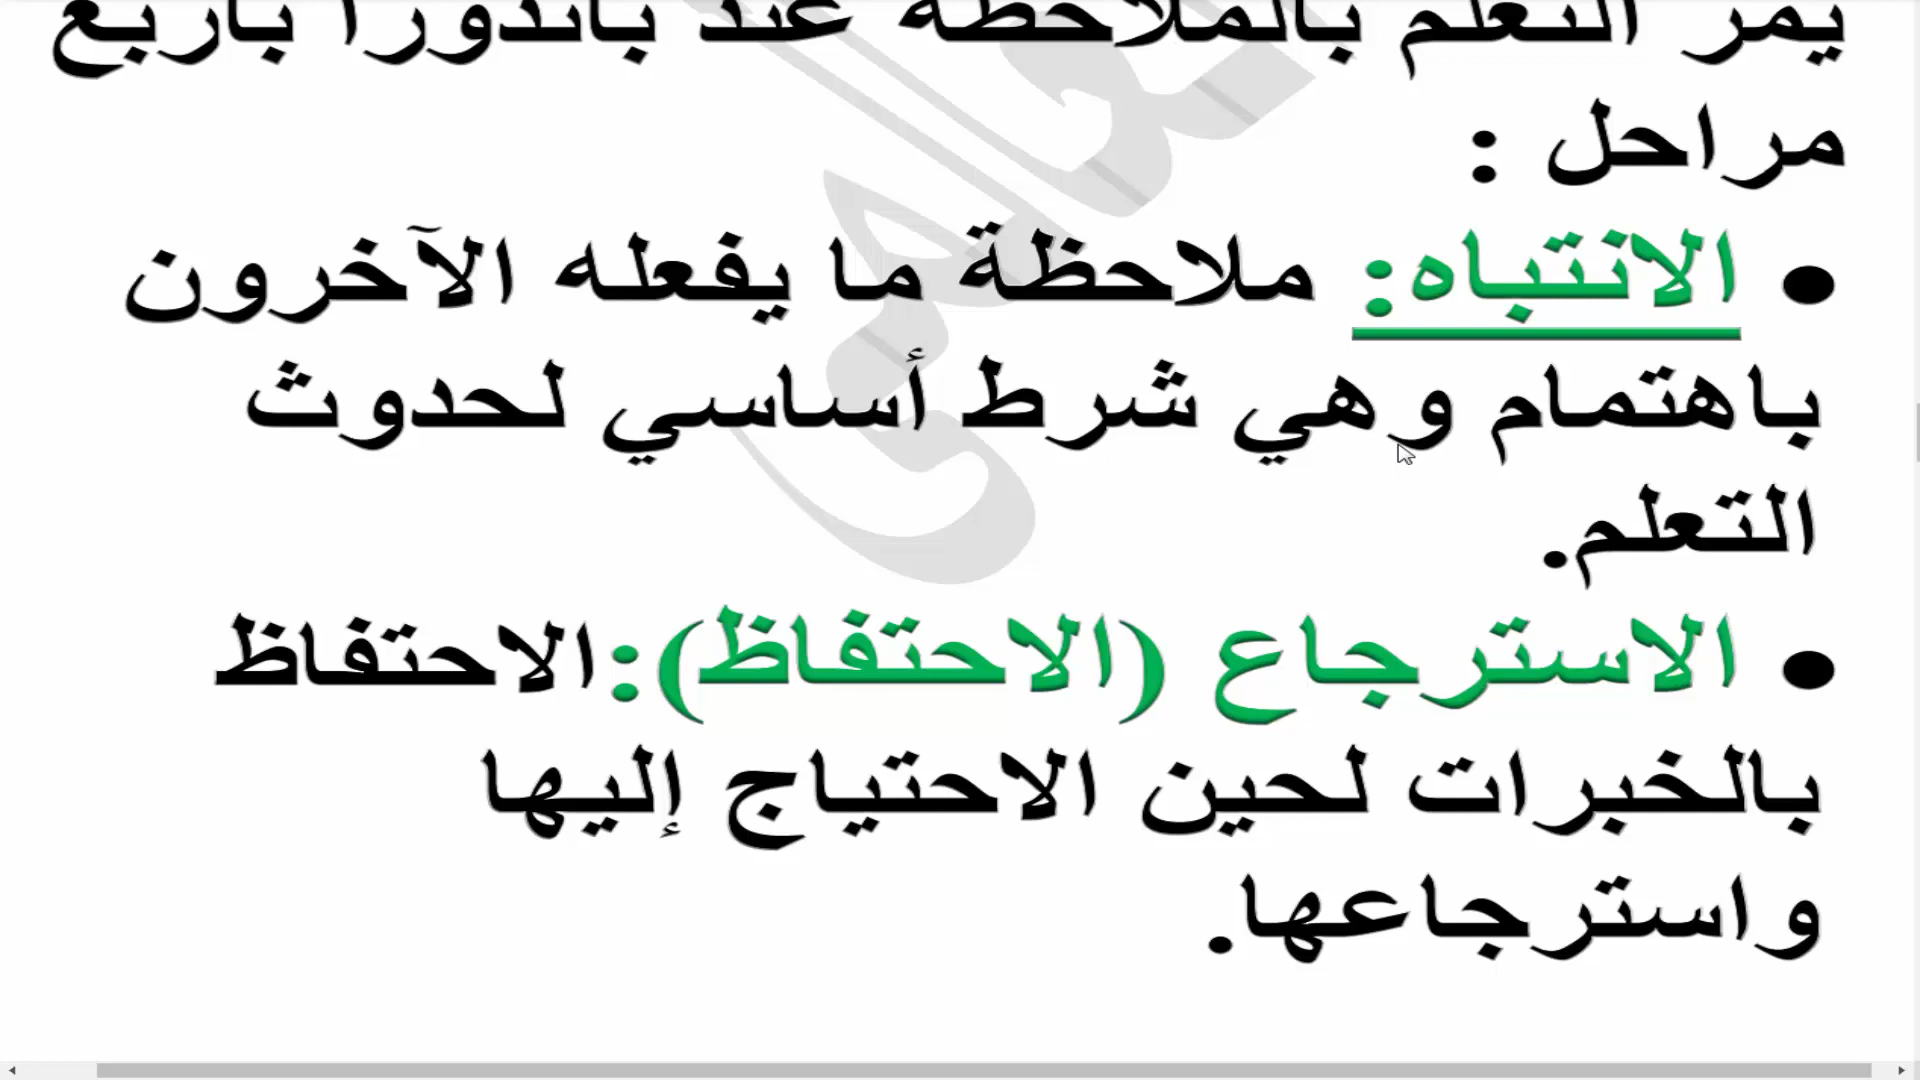 يمر التعلم بالملاحظة عند باندورا بأربع
مراحل :
• الانتباه: ملاحظة ما يفعله الآخرون
باهتمام وهي شرط أساسي لحدوث
التعلم.
• الاسترجاع (الاحتفاظ):الاحتفاظ
بالخبرات لحين الاحتياج إليها
واسترجاعها.